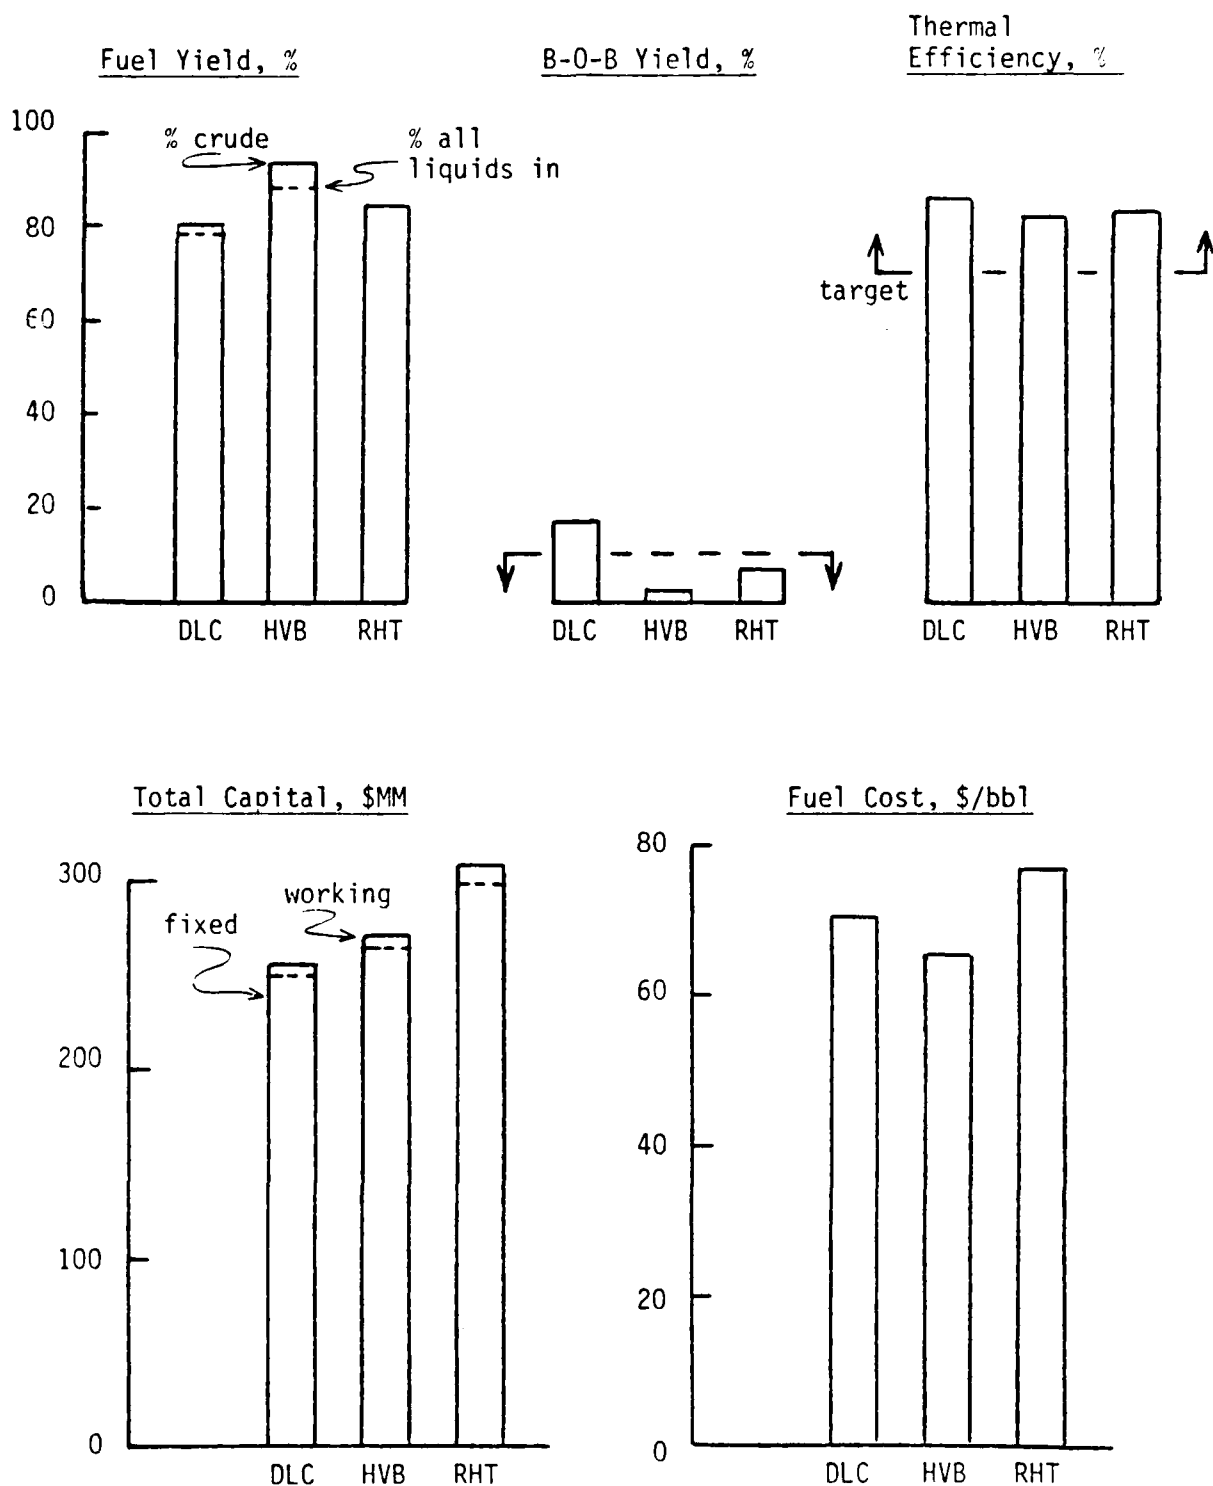 Fuel Yield, %
B-O-B Yield, %
Thermal
Efficiency, %
100
80
60
40
20
0
% crude
% all
liquids in
target
DLC HVB RHT
DLC HVB RHT
DLC HVB RHT
Total Capital, $MM
300
200
100
0
fixed
working
DLC HVB RHT
Fuel Cost, $/bbl
80
60
40
20
0
DLC HVB RHT